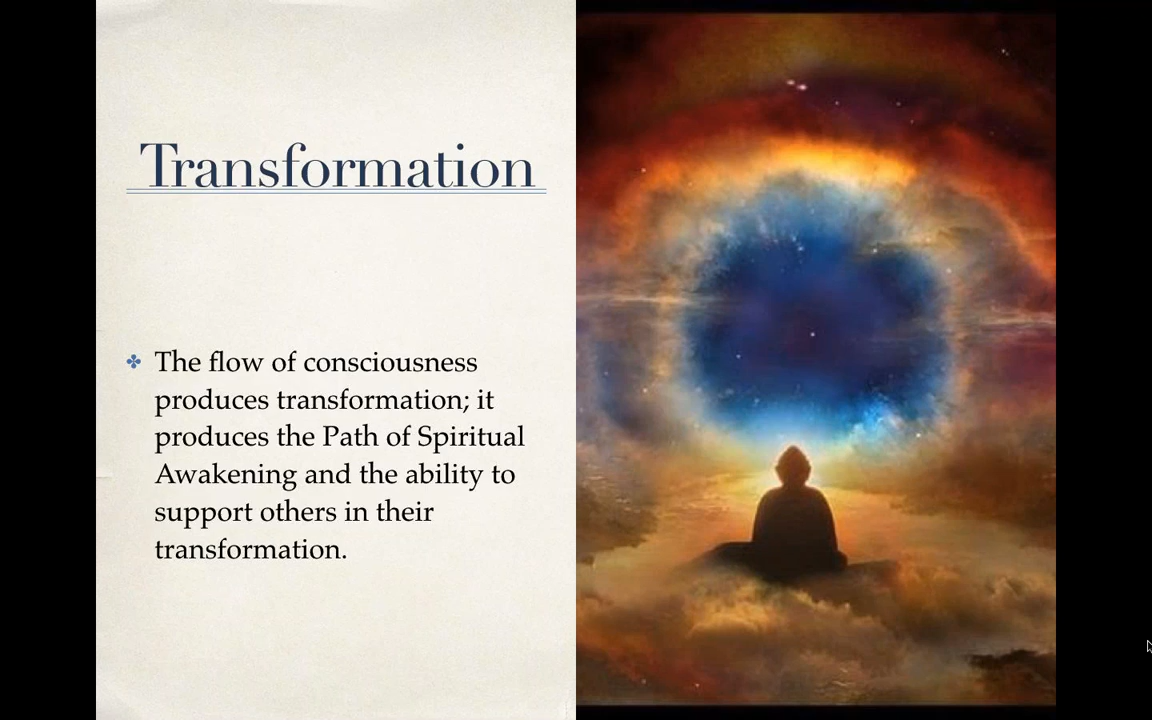 Transformation
The flow of consciousness
produces transformation; it
produces the Path of Spiritual
Awakening and the ability to
support others in their
transformation.